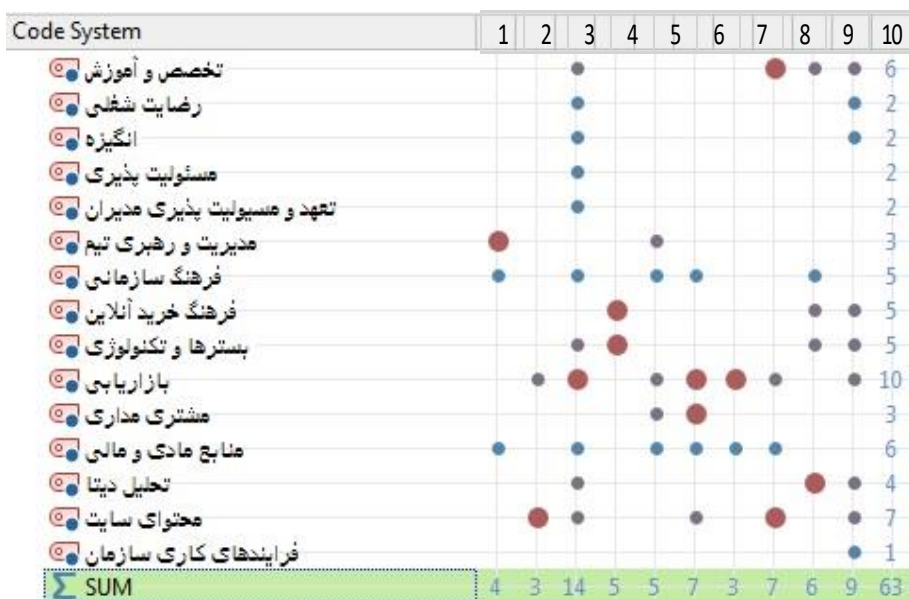 Code System 1 2 3 4 5 6 7 8 9 10
تخصص و آموزش 6
رضایت شغلی 2
انگیزه 2
مسئولیت پذیری 2
تعهد و مسیولیت پذیری مدیران 2
مدیریت و رهبری تیم 3
فرهنگ سازمانی 5
فرهنگ خرید آنلاین 5
بسترها و تکنولوژی 5
بازاریابی 10
مشتری مداری 3
منابع مادی و مالی 6
تحلیل دیتا 4
محتوای سایت 7
فرایندهای کاری سازمان 1
Σ SUM 4 3 14 5 5 7 3 7 6 9 63